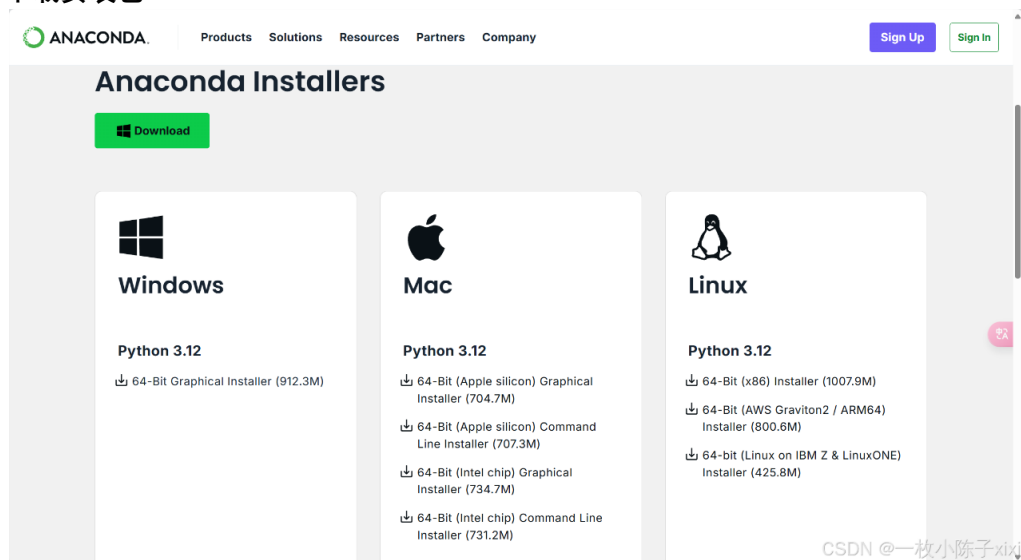 ANACONDA.
Products Solutions Resources Partners Company
Sign Up
Sign In
Anaconda Installers
Download
Windows
Python 3.12
64-Bit Graphical Installer (912.3M)
Mac
Python 3.12
64-Bit (Apple silicon) Graphical
Installer (704.7M)
64-Bit (Apple silicon) Command
Line Installer (707.3M)
64-Bit (Intel chip) Graphical
Installer (734.7M)
64-Bit (Intel chip) Command Line
Installer (731.2M)
Linux
Python 3.12
64-Bit (x86) Installer (1007.9M)
64-Bit (AWS Graviton2 / ARM64)
Installer (800.6M)
64-bit (Linux on IBM Z & LinuxONE)
Installer (425.8M)
CSDN @一枚小陈子xixi